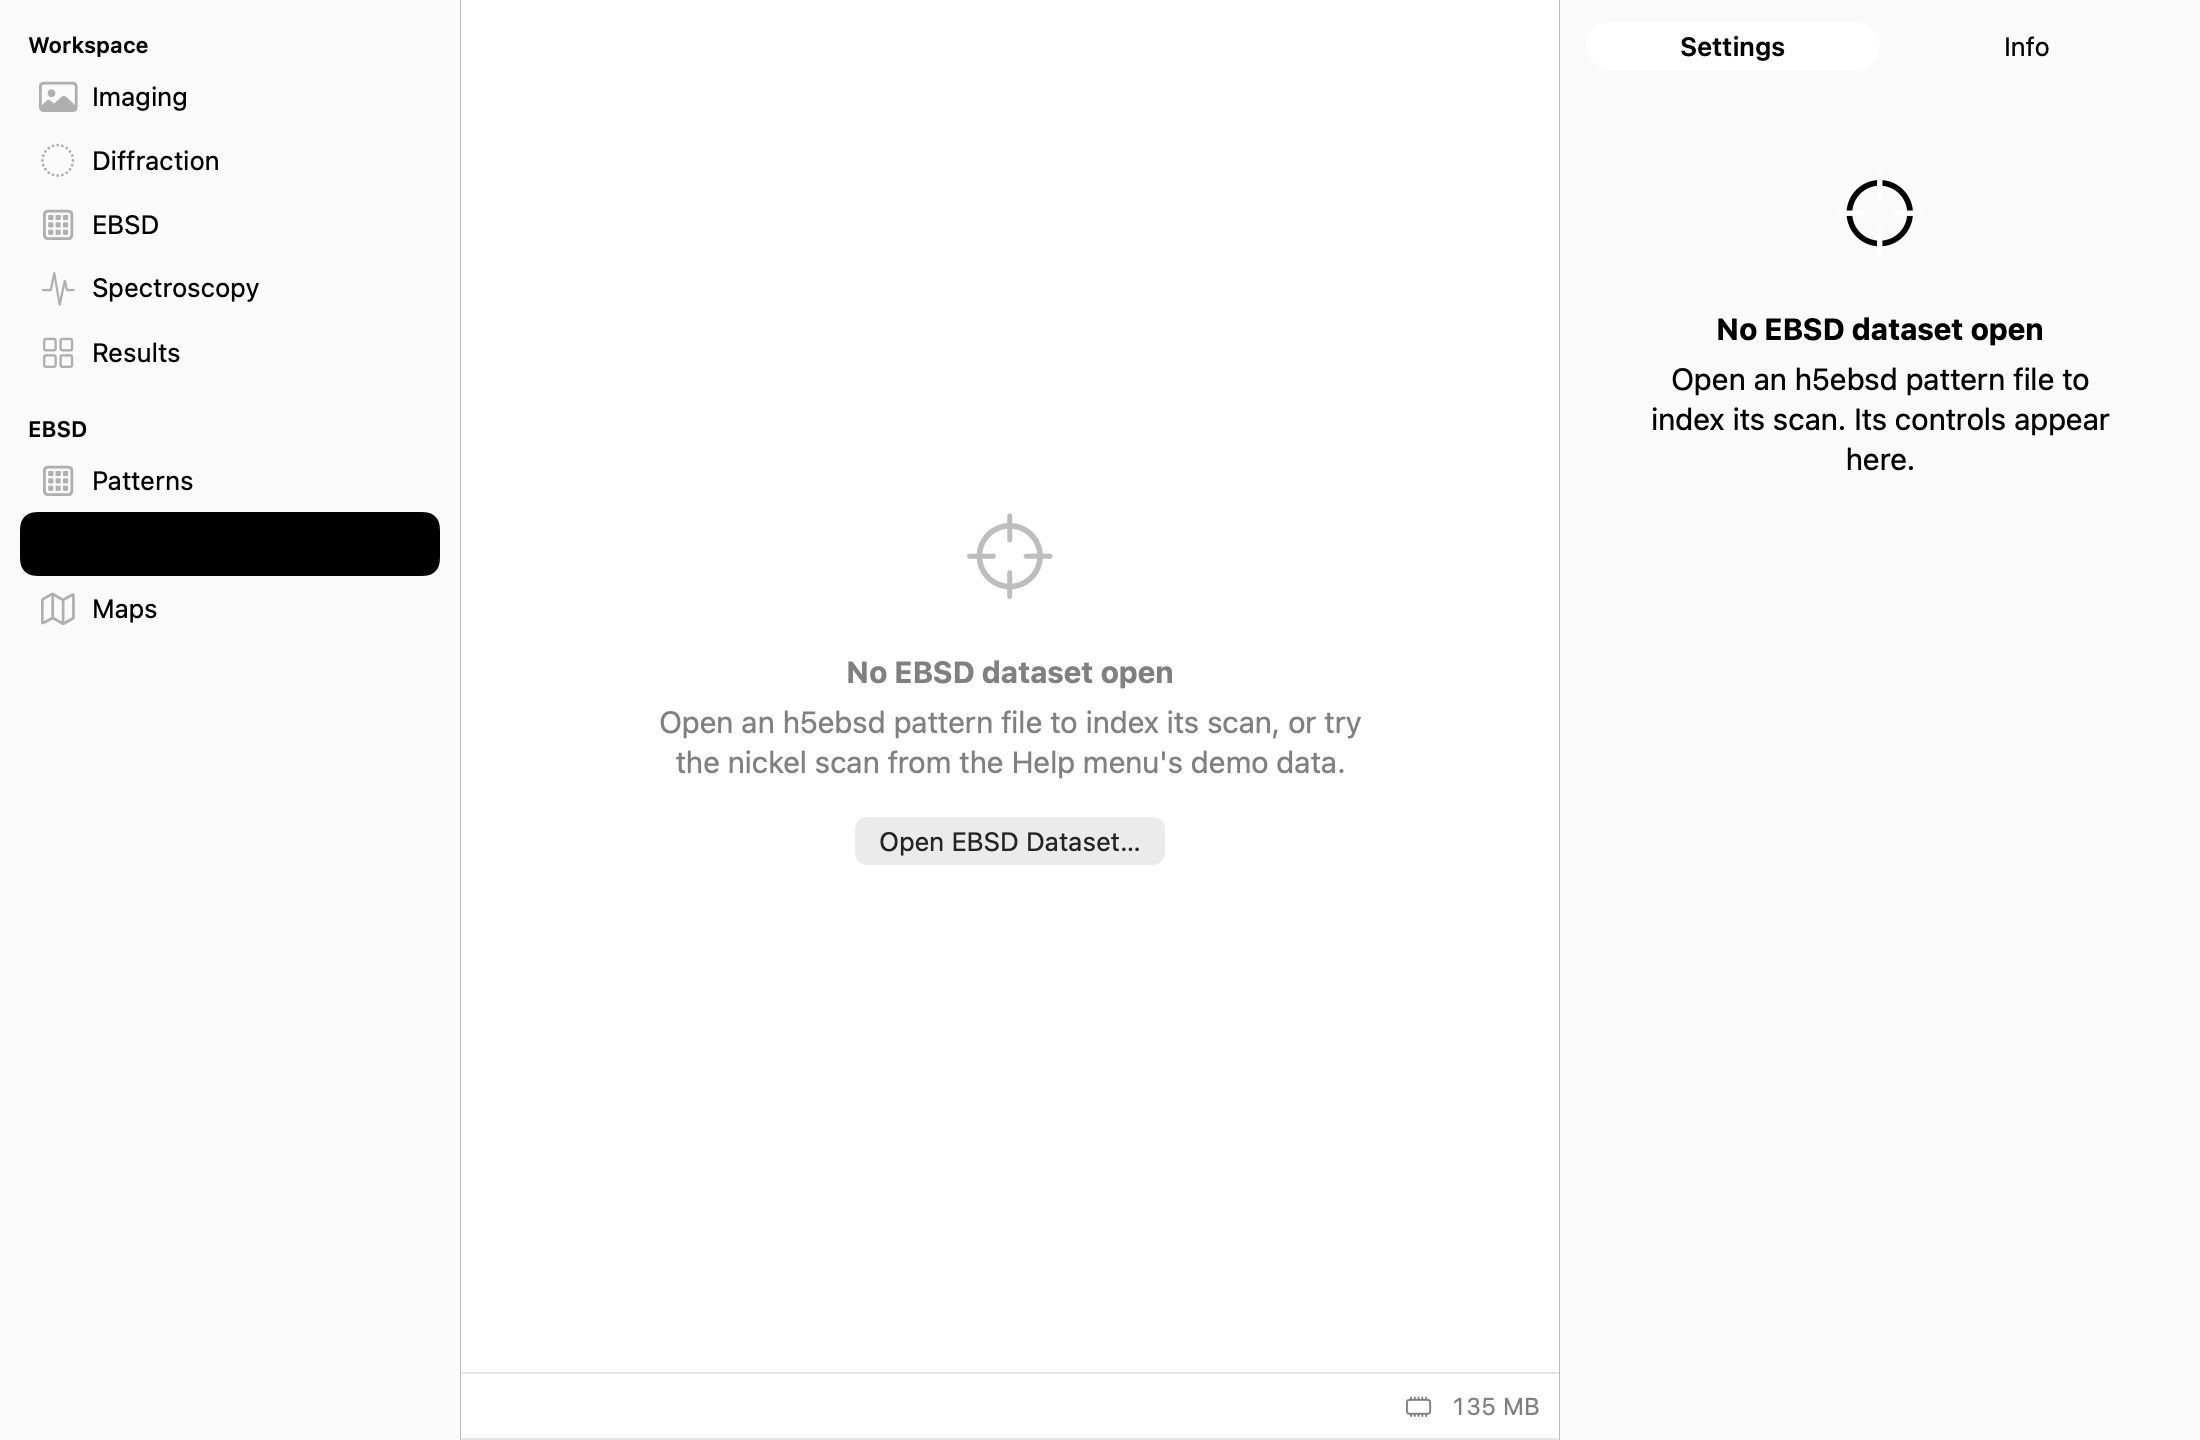 Workspace
Imaging
Diffraction
EBSD
Spectroscopy
Results
EBSD
Patterns
Maps
No EBSD dataset open
Open an h5ebsd pattern file to index its scan, or try
the nickel scan from the Help menu's demo data.
Open EBSD Dataset...
135 MB
Settings
Info
No EBSD dataset open
Open an h5ebsd pattern file to
index its scan. Its controls appear
here.